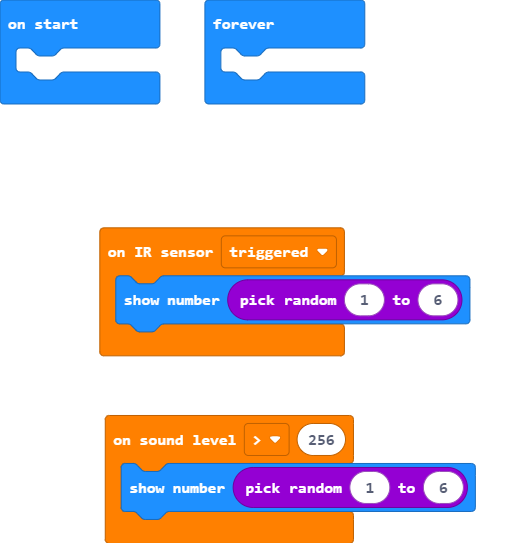 on start
forever
on IR sensor triggered
show number pick random 1 to 6
on sound level > 256
show number pick random 1 to 6